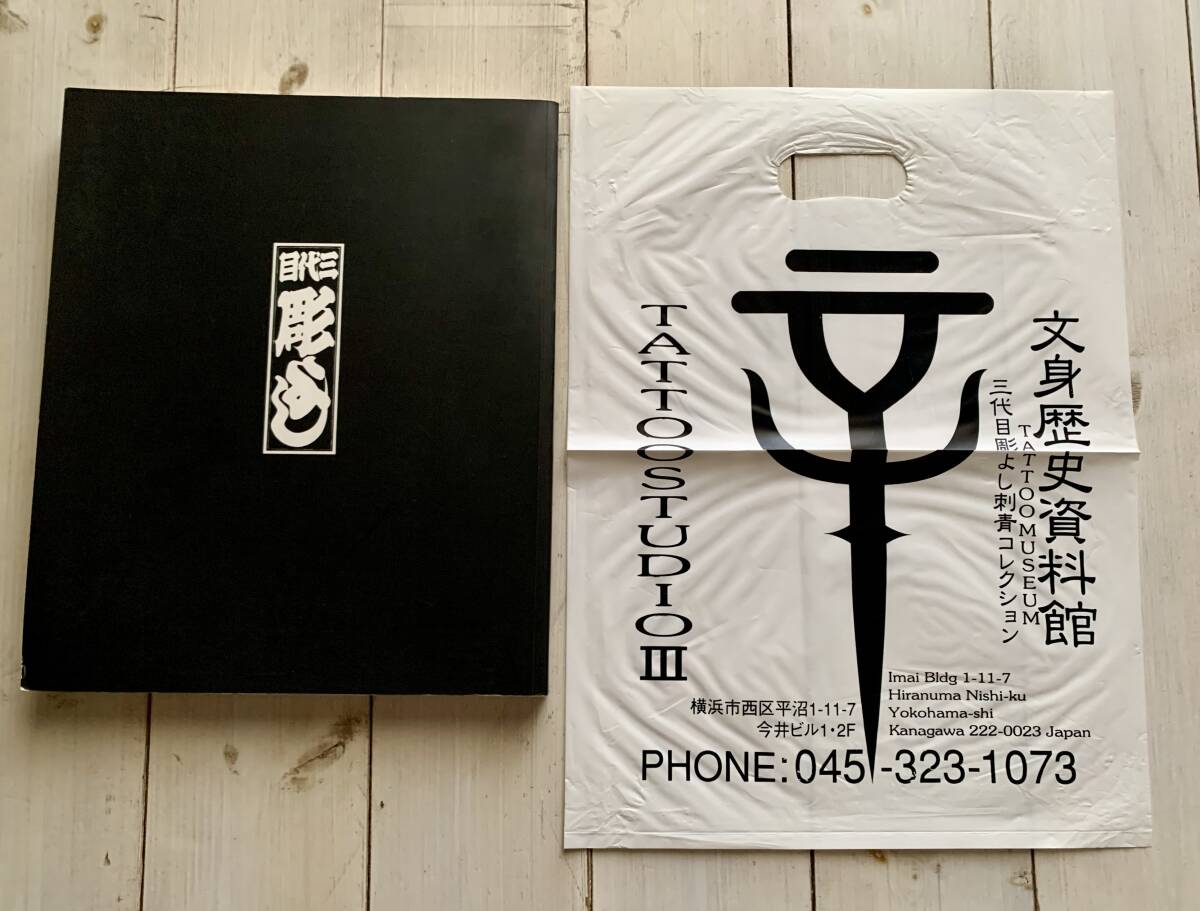 三代目
彫よし
TATTOO STUDIO III
文身歴史資料館
TATTOO MUSEUM
三代目彫よし刺青コレクション
横浜市西区平沼1-11-7
今井ビル1・2F
Imai Bldg 1-11-7
Hiranuma Nishi-ku
Yokohama-shi
Kanagawa 222-0023 Japan
PHONE:045-323-1073